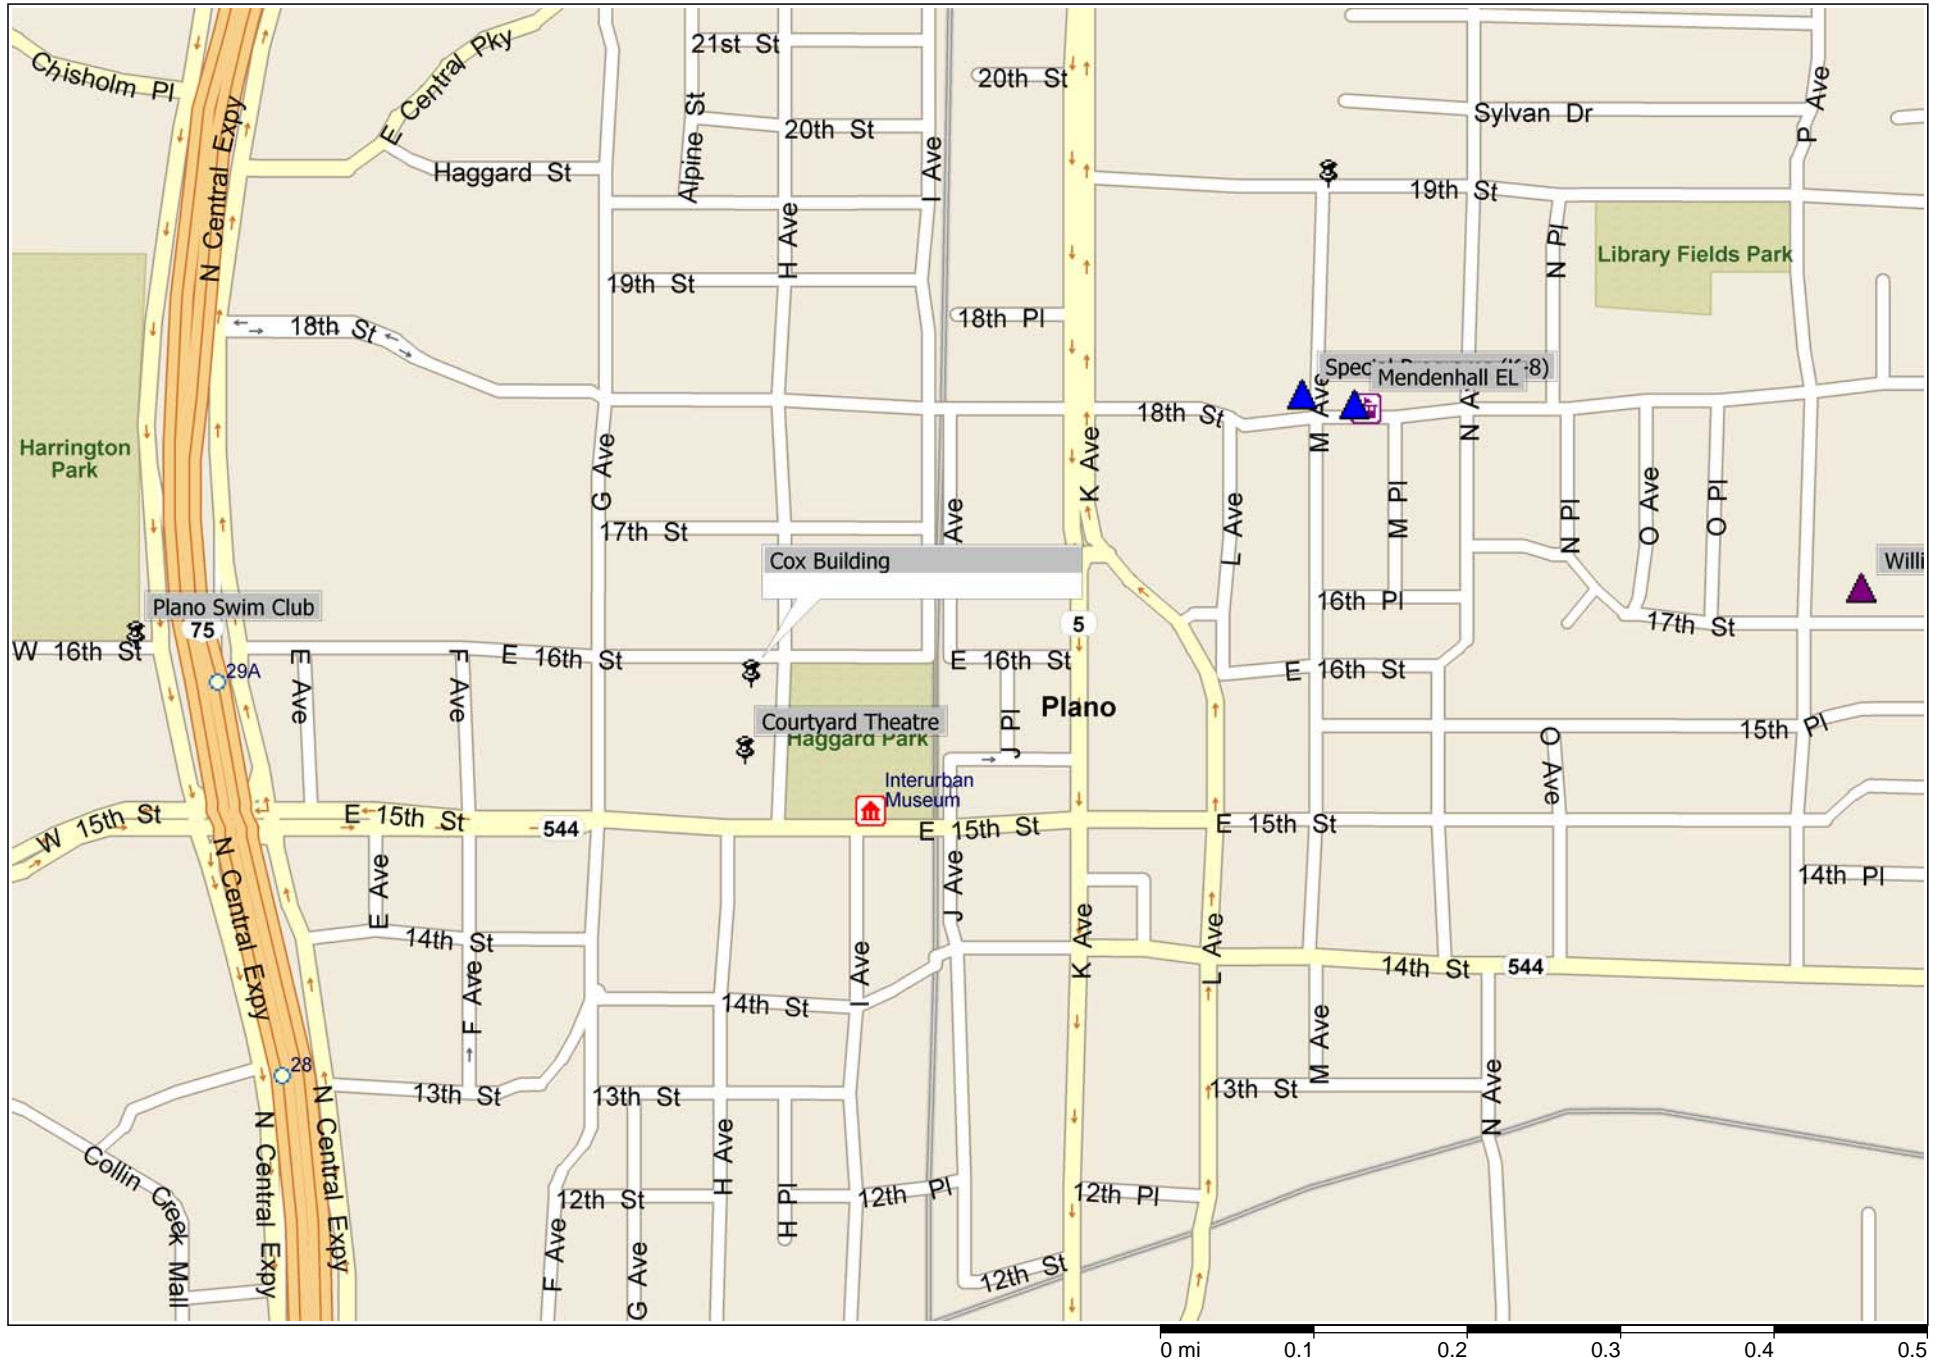 Chisholm Pl
E Central Pky
21st St
20th St
Alpine St
20th St
I Ave
Sylvan Dr
P Ave
N Central Expy
Haggard St
H Ave
19th St
N Pl
Library Fields Park
19th St
18th Pl
18th St
Mendenhall EL
M Ave
18th St
K Ave
Harrington
Park
G Ave
N Ave
L Ave
M Pl
N Pl
O Ave
O Pl
17th St
Ave
Cox Building
Willi
Plano Swim Club
75
16th Pl
5
17th St
W 16th St
29A
E Ave
F Ave
E 16th St
E 16th St
E 16th St
J Pl
Plano
Courtyard Theatre
Haggard Park
15th Pl
O Ave
Interurban
Museum
W 15th St
E 15th St
544
E 15th St
E 15th St
N Central Expy
E Ave
J Ave
14th Pl
14th St
F Ave
I Ave
K Ave
L Ave
14th St
544
14th St
M Ave
28
13th St
13th St
13th St
N Ave
N Central Expy
N Central Expy
Collin Creek Mall
H Ave
H Pl
12th St
12th Pl
12th Pl
F Ave
G Ave
12th St
0 mi 0.1 0.2 0.3 0.4 0.5